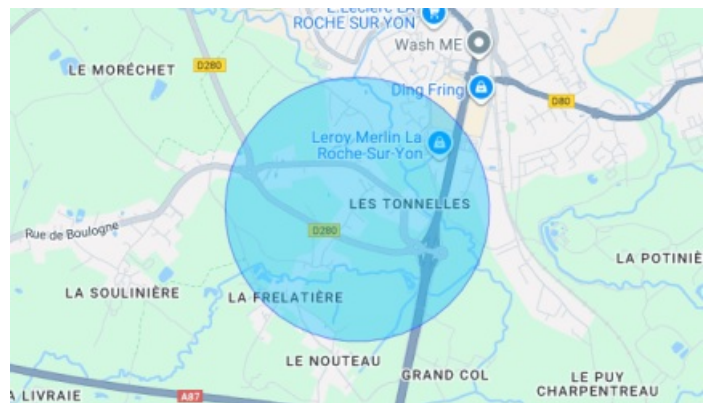 E.Leclerc LA
ROCHE SUR YON
Wash ME
LE MORÉCHET
D280
Ding Fring
D80
Leroy Merlin La
Roche-Sur-Yon
LES TONNELLES
Rue de Boulogne
D280
LA POTINIÈ
LA SOULINIÈRE
LA FRELATIÈRE
LE NOUTEAU
GRAND COL
LE PUY
CHARPENTREAU
A LIVRAIE
A87